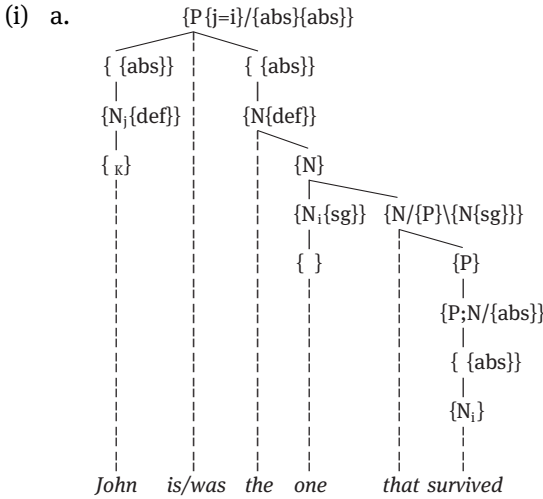 (i) a. {P{j=i}/{abs}{abs}}
{ {abs}} { {abs}}
{Nj{def}} {N{def}}
{ K} {N}
{Ni{sg}} {N/{P}\{N{sg}}}
{ } {P}
{P;N/{abs}}
{ {abs}}
{Ni}
John is/was the one that survived